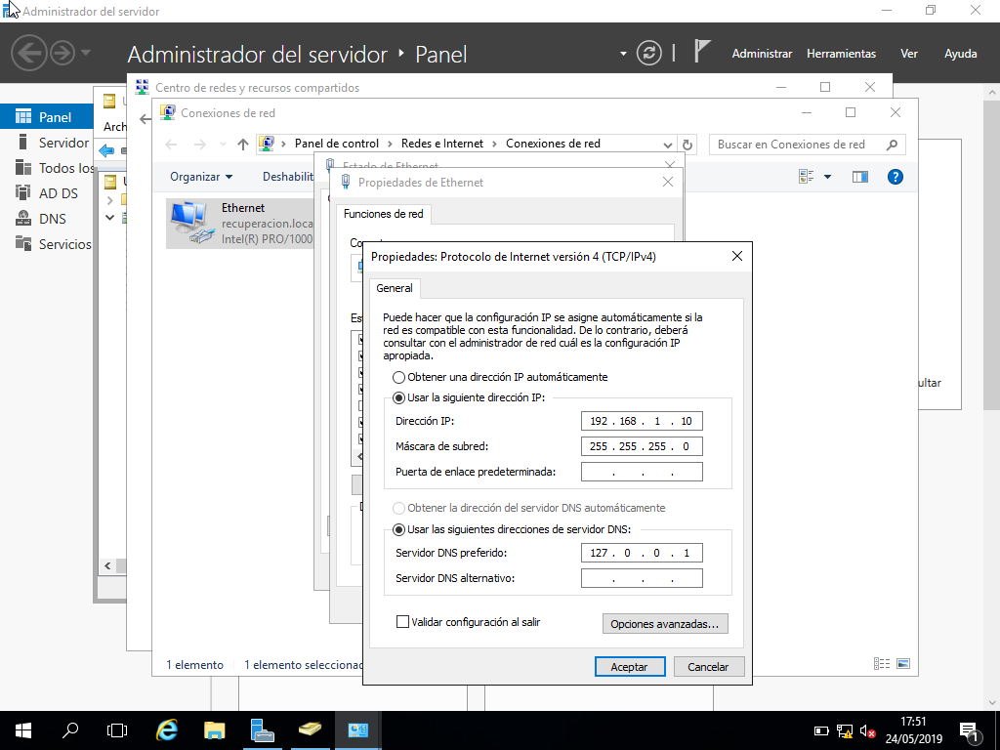 Administrador del servidor
Administrador del servidor ‣ Panel
Administrar Herramientas Ver Ayuda
Panel
Servidor
Todos los
AD DS
DNS
Servicios
Arch
Centro de redes y recursos compartidos
Conexiones de red
Panel de control > Redes e Internet > Conexiones de red
Buscar en Conexiones de red
Organizar
Deshabilit
Ethernet
recuperacion.loca
Intel(R) PRO/1000
1 elemento
1 elemento seleccionad
Estado de Ethernet
Propiedades de Ethernet
Funciones de red
Propiedades: Protocolo de Internet versión 4 (TCP/IPv4)
General
Puede hacer que la configuración IP se asigne automáticamente si la
red es compatible con esta funcionalidad. De lo contrario, deberá
consultar con el administrador de red cuál es la configuración IP
apropiada.
Obtener una dirección IP automáticamente
Usar la siguiente dirección IP:
Dirección IP: 192 . 168 . 1 . 10
Máscara de subred: 255 . 255 . 255 . 0
Puerta de enlace predeterminada: . . .
Obtener la dirección del servidor DNS automáticamente
Usar las siguientes direcciones de servidor DNS:
Servidor DNS preferido: 127 . 0 . 0 . 1
Servidor DNS alternativo: . . .
Validar configuración al salir
Opciones avanzadas...
Aceptar
Cancelar
ultar
17:51
24/05/2019
1